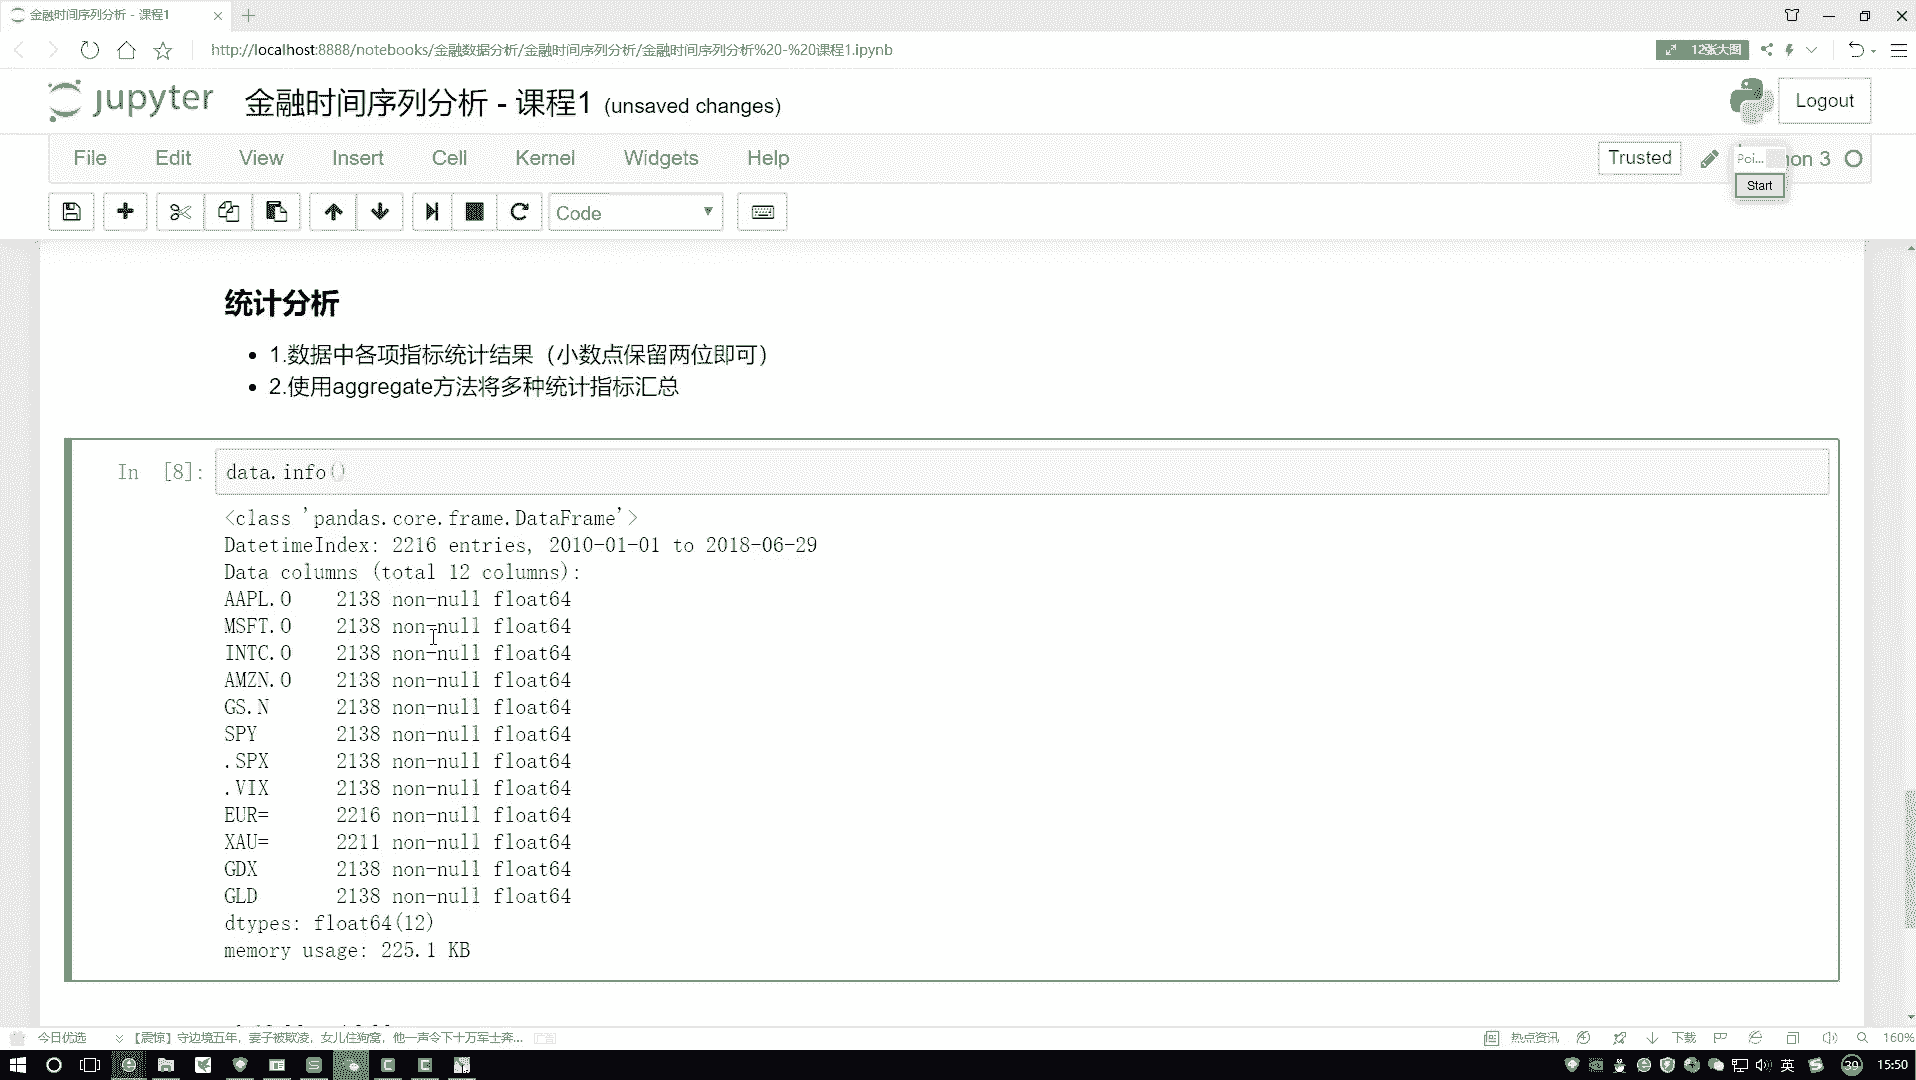 金融时间序列分析 - 课程1
http://localhost:8888/notebooks/金融数据分析/金融时间序列分析/金融时间序列分析%20-%20课程1.ipynb
12张大图
jupyter 金融时间序列分析 - 课程1 (unsaved changes)
Logout
File Edit View Insert Cell Kernel Widgets Help
Trusted
Poi... hon 3
Start
Code
统计分析
1.数据中各项指标统计结果（小数点保留两位即可）
2.使用aggregate方法将多种统计指标汇总
In [8]: data.info()
<class 'pandas.core.frame.DataFrame'>
DatetimeIndex: 2216 entries, 2010-01-01 to 2018-06-29
Data columns (total 12 columns):
AAPL.O 2138 non-null float64
MSFT.O 2138 non-null float64
INTC.O 2138 non-null float64
AMZN.O 2138 non-null float64
GS.N 2138 non-null float64
SPY 2138 non-null float64
.SPX 2138 non-null float64
.VIX 2138 non-null float64
EUR= 2216 non-null float64
XAU= 2211 non-null float64
GDX 2138 non-null float64
GLD 2138 non-null float64
dtypes: float64(12)
memory usage: 225.1 KB
今日优选
【震惊】守边境五年，妻子被欺凌，女儿住狗窝，他一声令下十万军士奔...
热点资讯
下载
160%
英
39
15:50